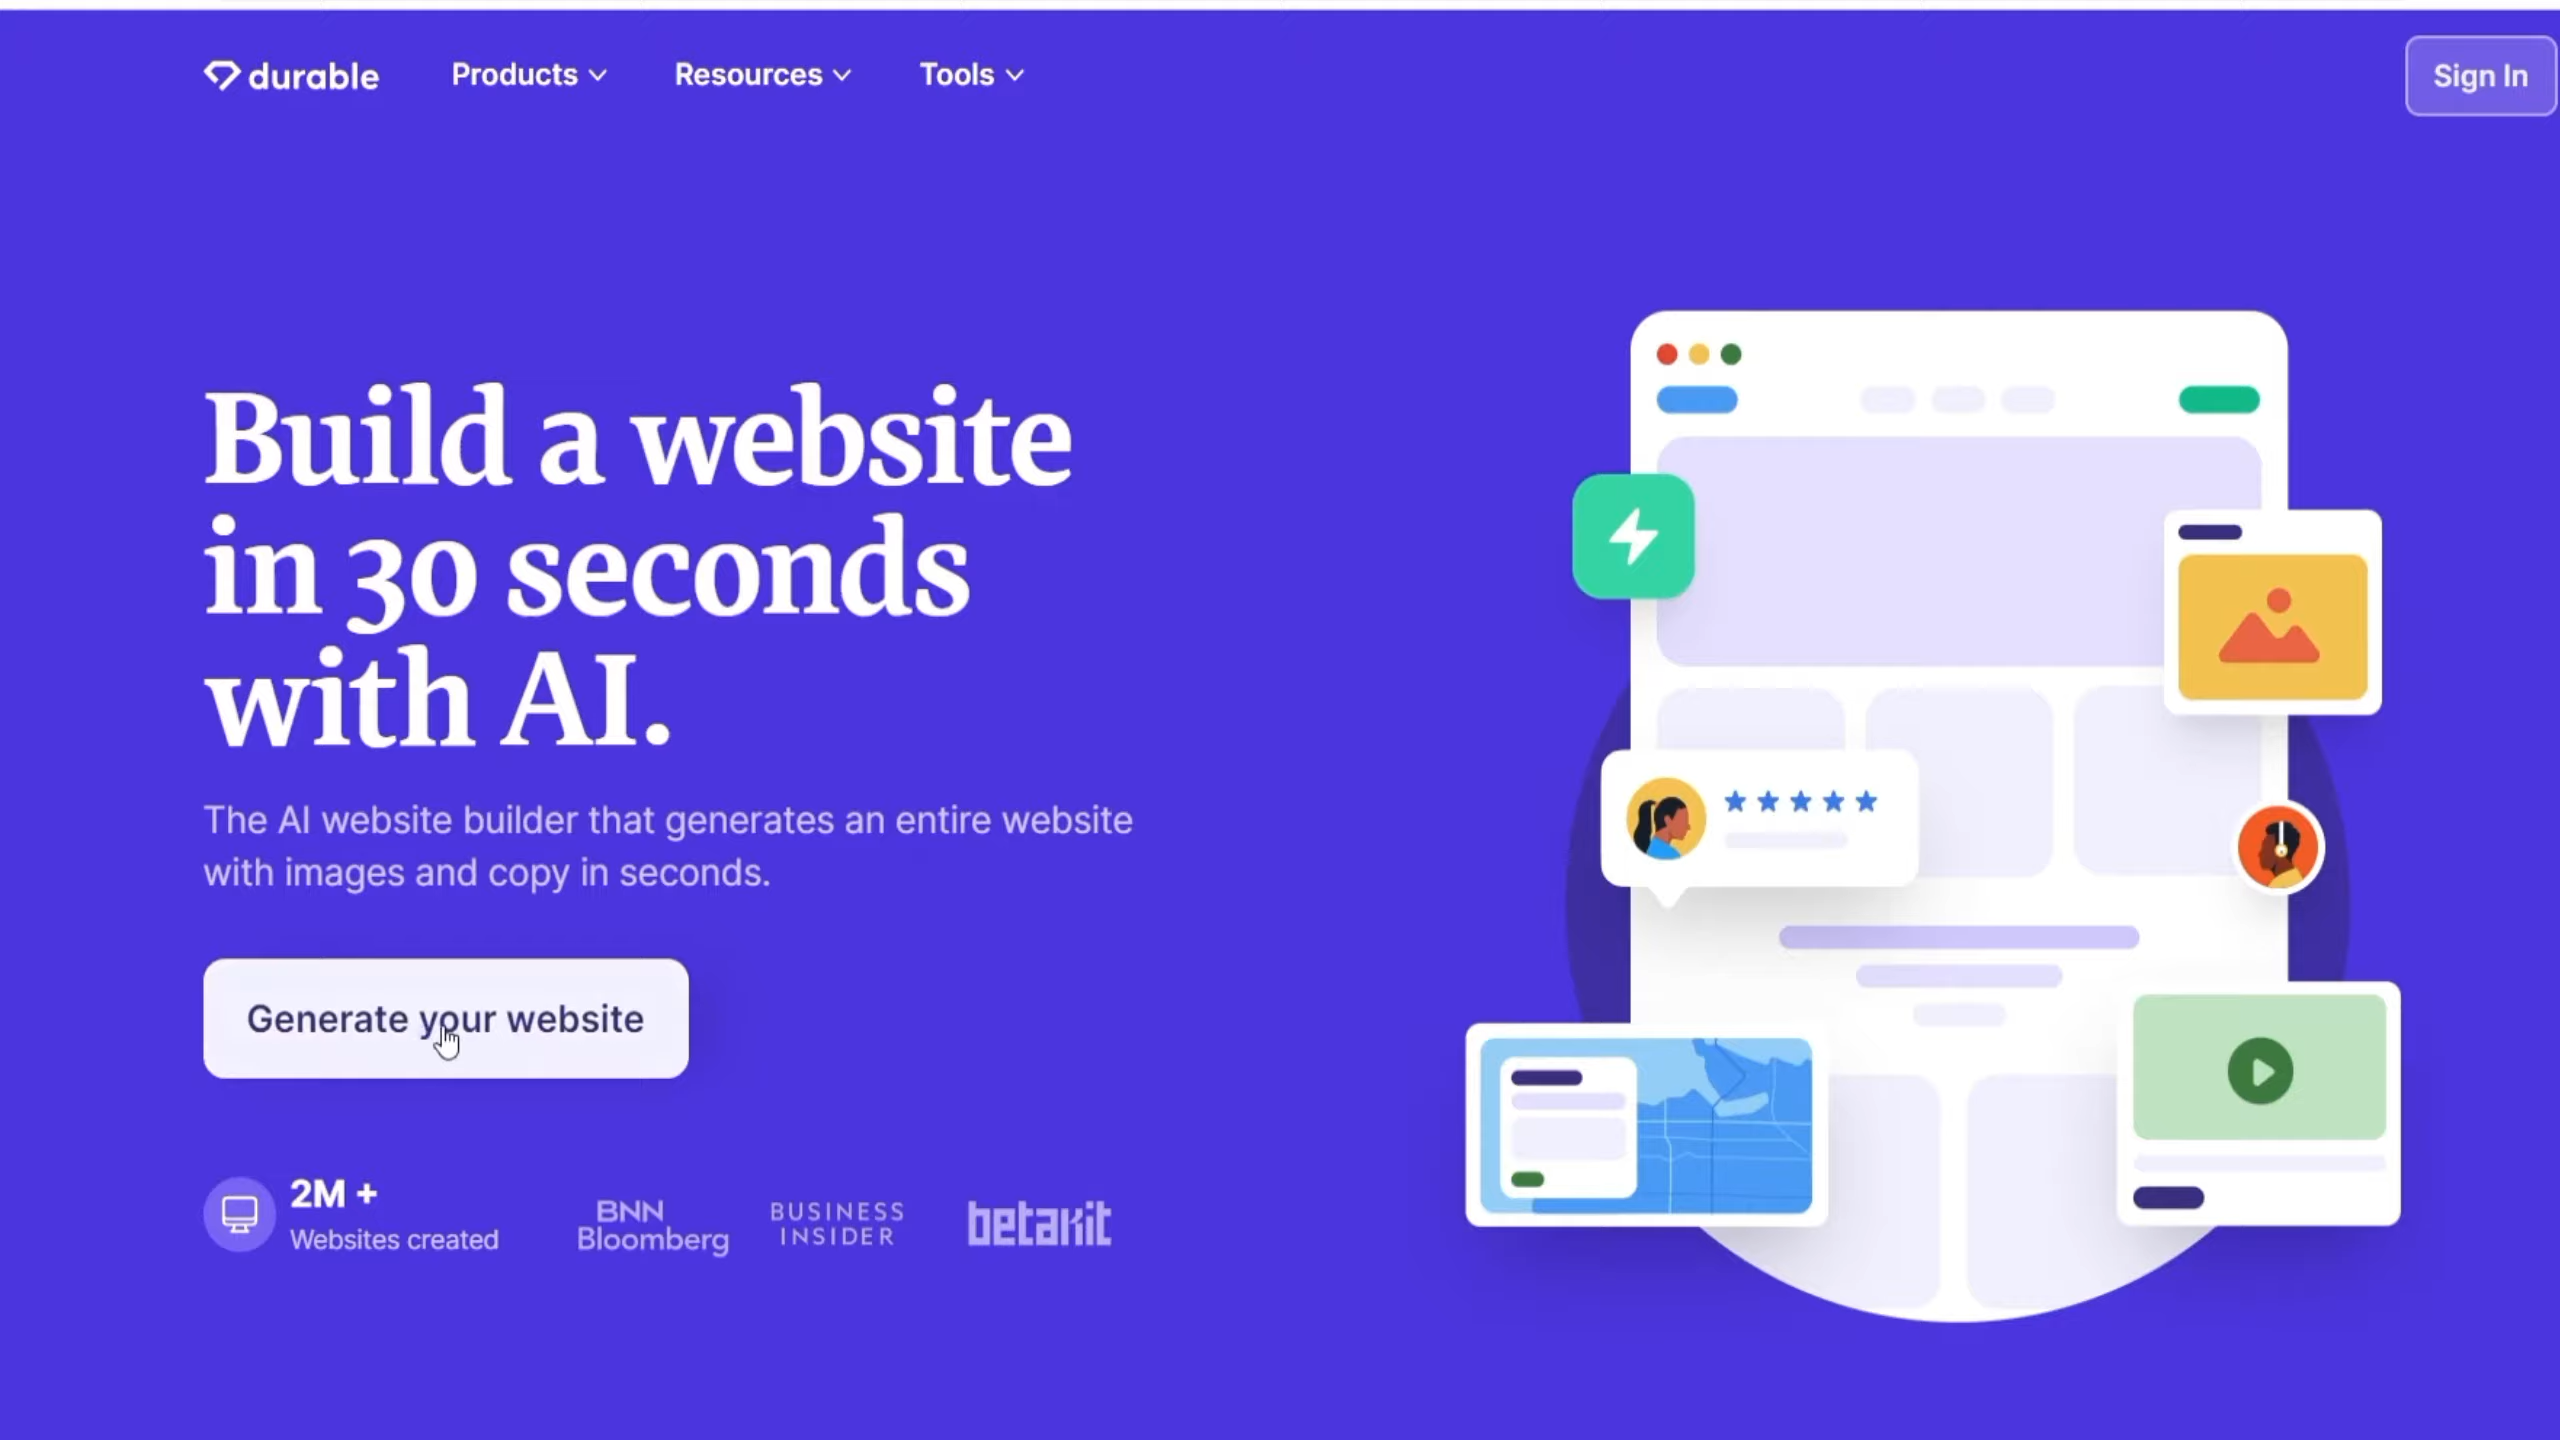 durable
Products
Resources
Tools
Sign In
Build a website
in 30 seconds
with AI.
The AI website builder that generates an entire website
with images and copy in seconds.
Generate your website
2M +
Websites created
BNN
Bloomberg
BUSINESS
INSIDER
betakit